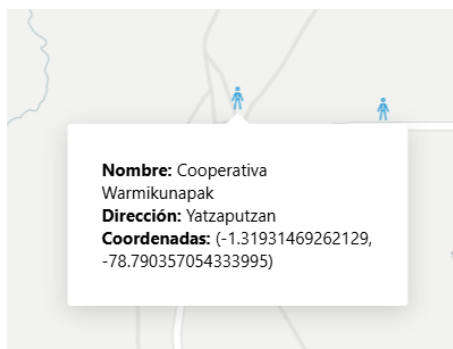 Nombre: Cooperativa
Warmikunapak
Dirección: Yatzaputzan
Coordenadas: (-1.31931469262129,
-78.790357054333995)